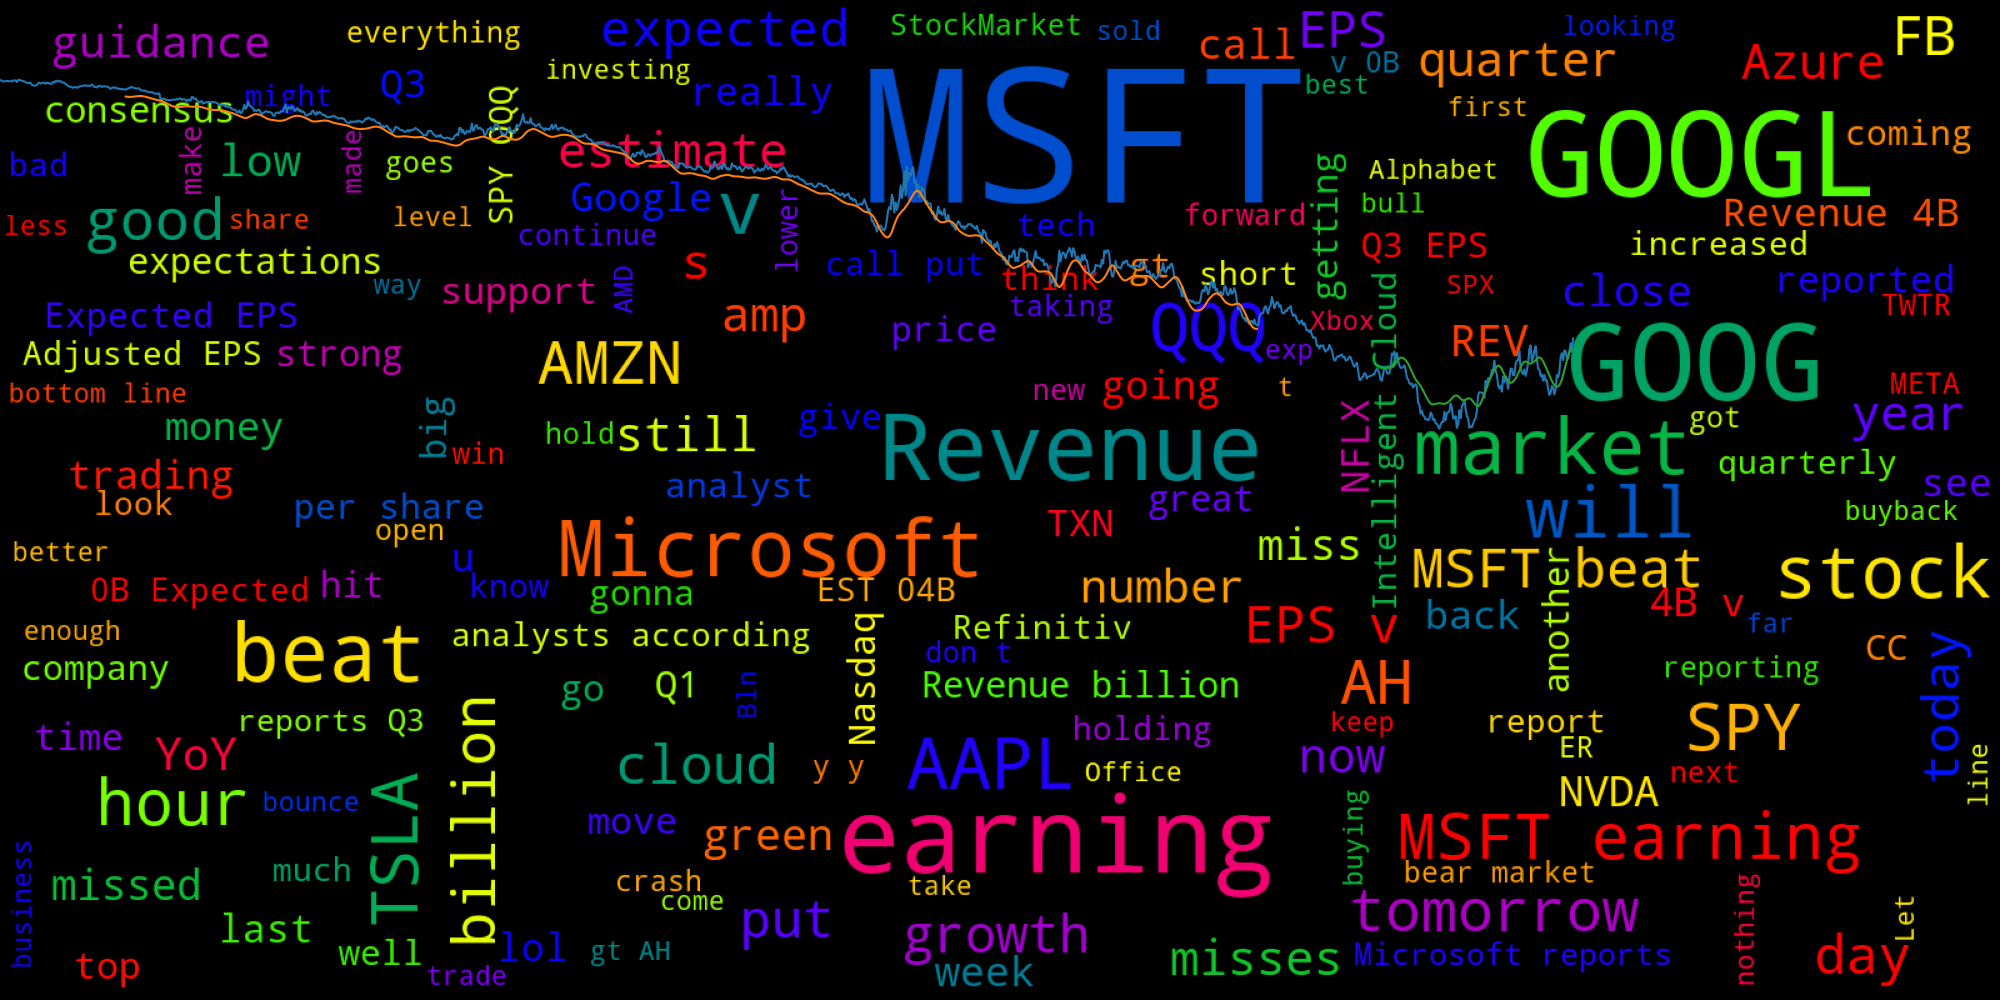 guidance
everything
expected
StockMarket
sold
call
EPS
looking
FB
investing
v 0B
quarter
Azure
consensus
might
Q3
SPY QQQ
really
MSFT
best
first
GOOGL
coming
bad
make
low
made
goes
estimate
Alphabet
less
good
share
level
Google
v
lower
tech
forward
getting
bull
Revenue 4B
expectations
continue
s
Q3 EPS
increased
way
support
AMD
call put
think
gt
short
SPX
close
reported
TWTR
Expected EPS
amp
price
taking
QQQ
Xbox
exp
REV
GOOG
Adjusted EPS
strong
AMZN
new
going
t
META
bottom line
money
big
win
hold
still
give
Revenue
NFLX
Intelligent Cloud
market
got
year
trading
look
per share
analyst
great
quarterly
see
open
TXN
will
buyback
better
u
Microsoft
miss
MSFT beat
stock
0B Expected
hit
know
gonna
EST 04B
number
another
back
4B v
far
enough
beat
analysts according
Nasdaq
Refinitiv
don t
EPS v
CC
company
go
Q1
Bln
Revenue billion
AH
reporting
today
time
YoY
reports Q3
billion
holding
keep
report
SPY
ER
line
hour
bounce
TSLA
cloud
y y
AAPL
Office
now
NVDA
next
move
green
earning
buying
MSFT earning
business
missed
much
crash
come
take
bear market
nothing
Let
last
put
growth
tomorrow
top
well
trade
lol
gt AH
week
misses
Microsoft reports
day